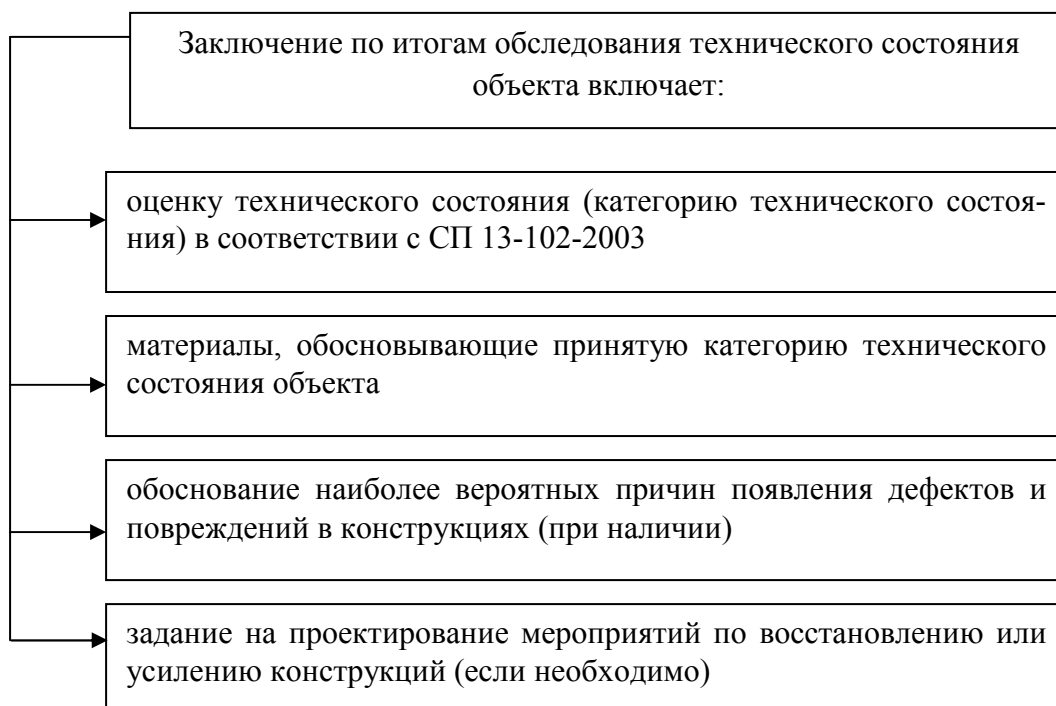 Заключение по итогам обследования технического состояния
объекта включает:
оценку технического состояния (категорию технического состоя-
ния) в соответствии с СП 13-102-2003
материалы, обосновывающие принятую категорию технического
состояния объекта
обоснование наиболее вероятных причин появления дефектов и
повреждений в конструкциях (при наличии)
задание на проектирование мероприятий по восстановлению или
усилению конструкций (если необходимо)